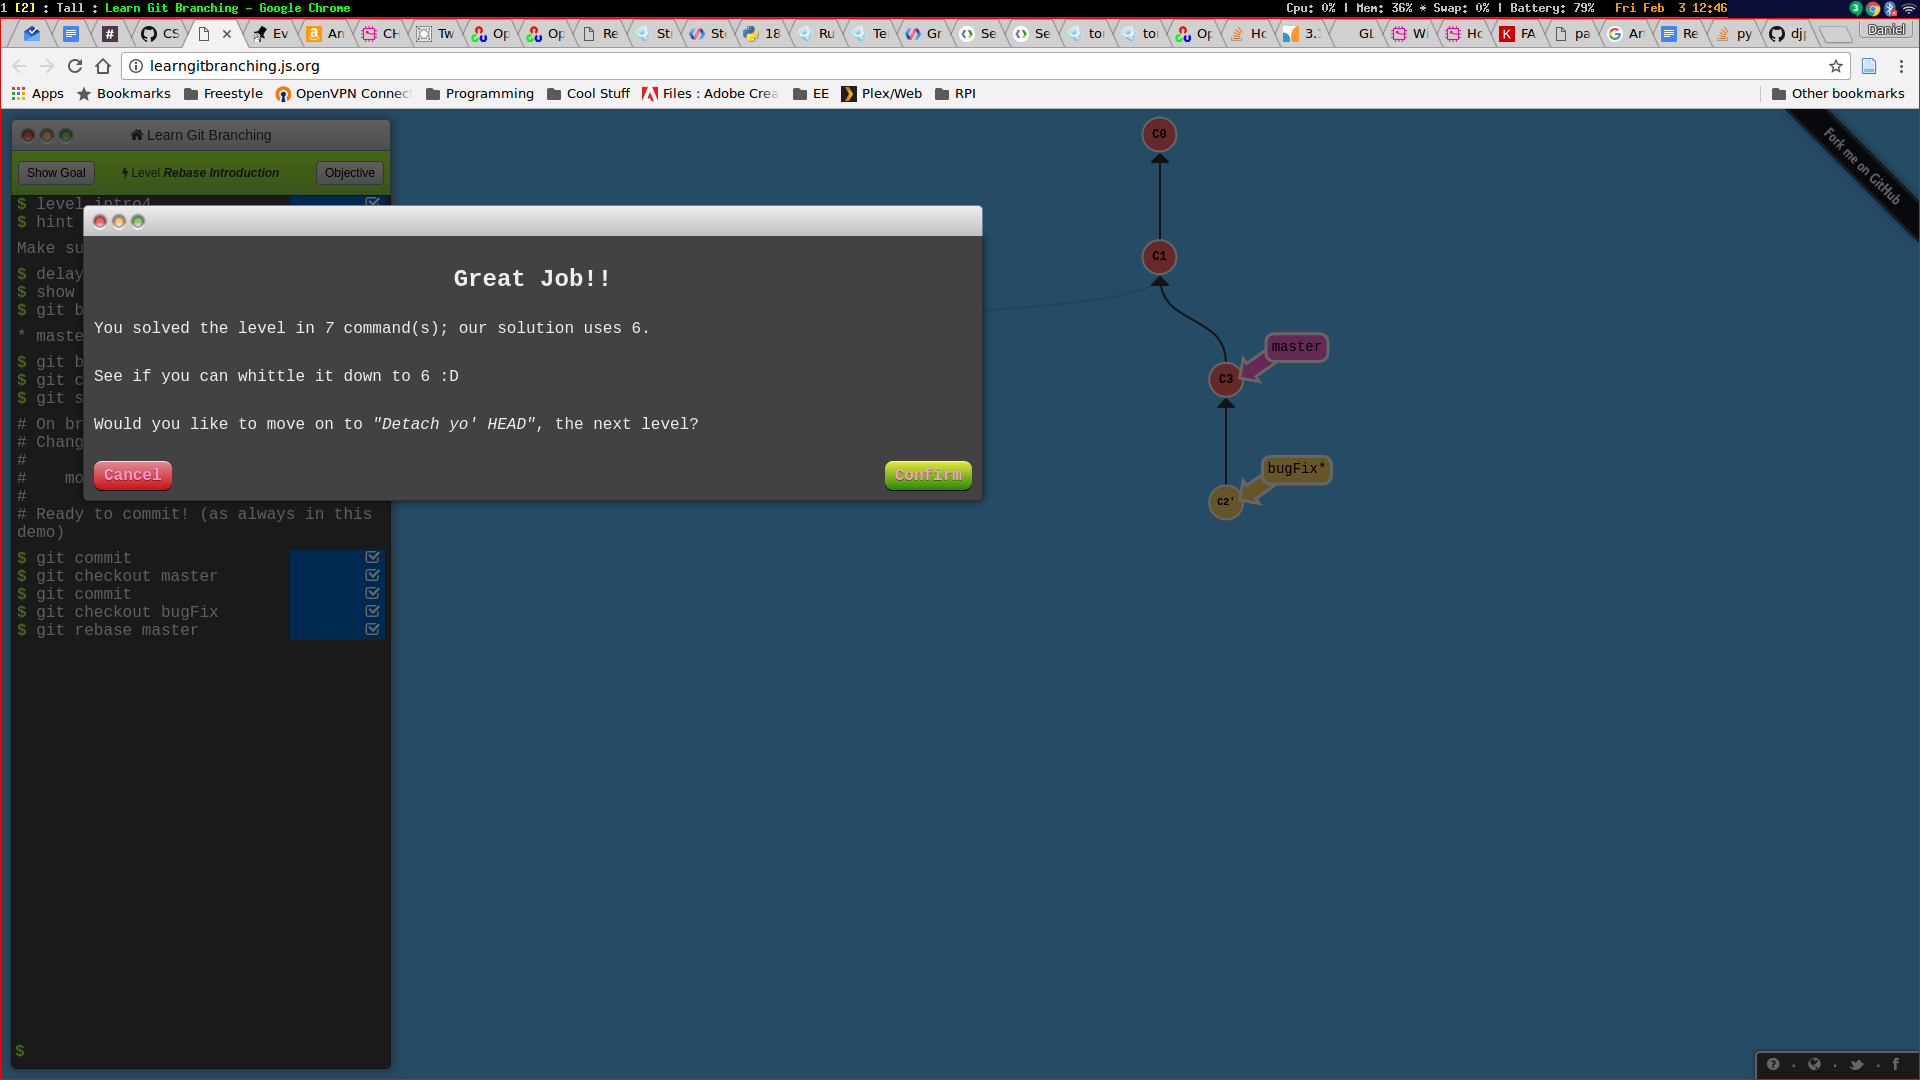 1 [2] : Tall : Learn Git Branching - Google Chrome
Cpu: 0% | Mem: 36% * Swap: 0% | Battery: 79% Fri Feb 3 12:46
3
CS
Ev
An
CH
Tw
Op
Op
Re
St
St
18
Ru
Te
Gr
Se
Se
to
to
Op
Ho
3.
GL
Wi
Ho
FA
pa
Ar
Re
py
dj
Daniel
learngitbranching.js.org
Apps Bookmarks Freestyle OpenVPN Connec Programming Cool Stuff Files : Adobe Crea EE Plex/Web RPI Other bookmarks
Learn Git Branching
Show Goal Level Rebase Introduction Objective
$ level intro4
$ hint
Make su
$ delay
$ show
$ git b
* maste
$ git b
$ git c
$ git s
# On br
# Chang
#
# mo
#
# Ready to commit! (as always in this
demo)
$ git commit
$ git checkout master
$ git commit
$ git checkout bugFix
$ git rebase master
$
Great Job!!
You solved the level in 7 command(s); our solution uses 6.
See if you can whittle it down to 6 :D
Would you like to move on to "Detach yo' HEAD", the next level?
Cancel Confirm
C0
C1
master
C3
bugFix*
C2'
Fork me on GitHub